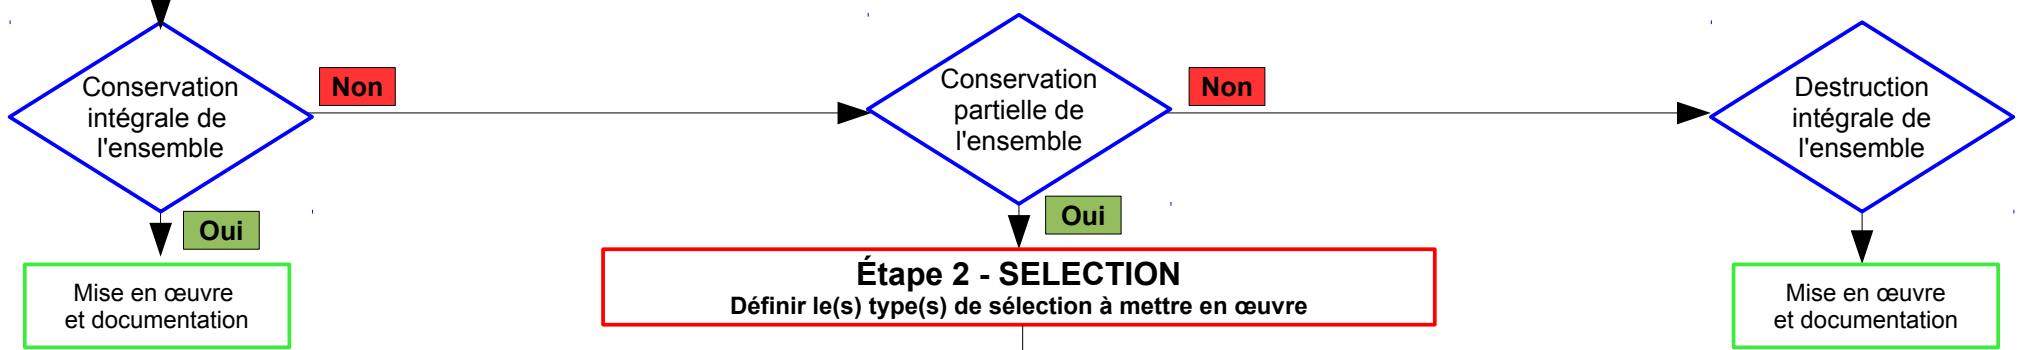 Conservation
intégrale de
l'ensemble
Non
Conservation
partielle de
l'ensemble
Non
Destruction
intégrale de
l'ensemble
Oui
Oui
Mise en œuvre
et documentation
Étape 2 - SELECTION
Définir le(s) type(s) de sélection à mettre en œuvre
Mise en œuvre
et documentation